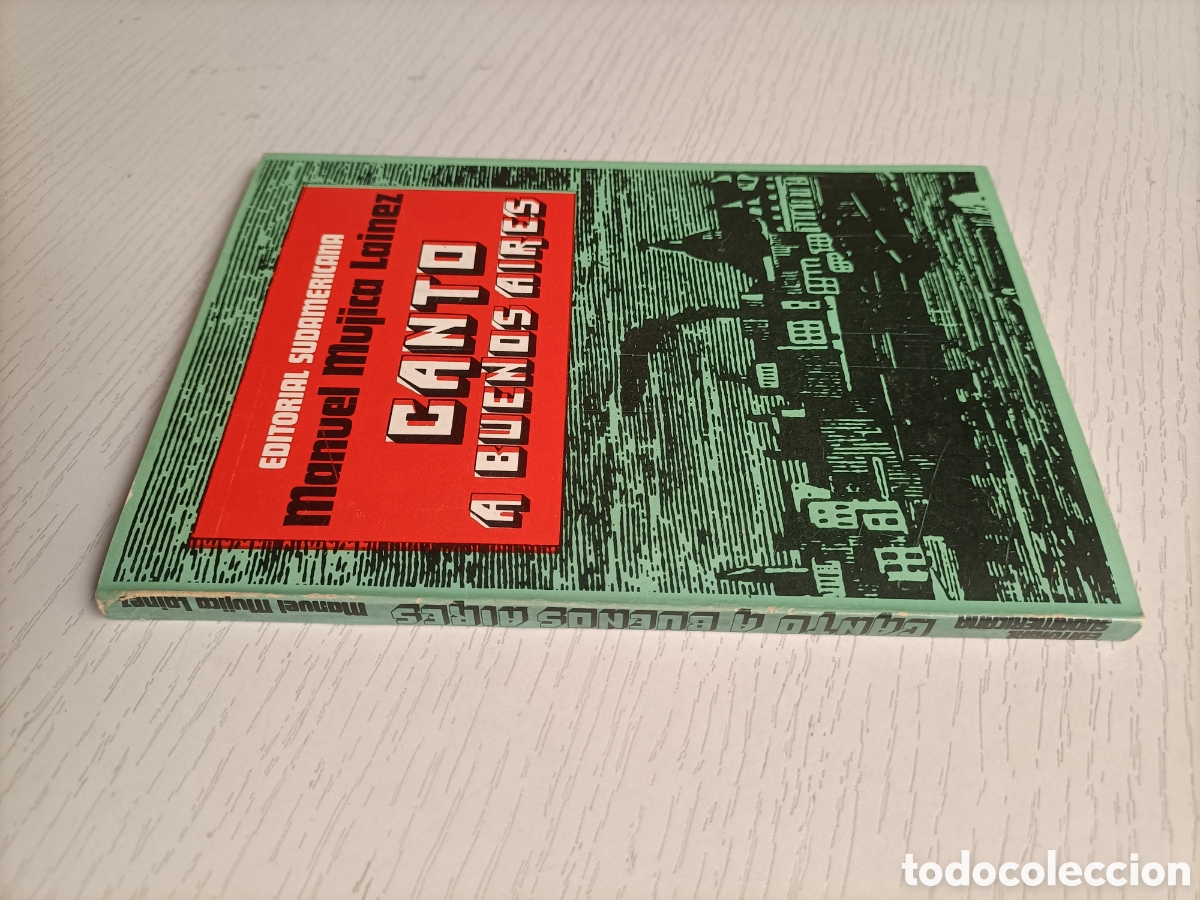 EDITORIAL SUDAMERICANA
Manuel Mujica Lainez
CANTO
A BUENOS AIRES
Manuel Mujica Lainez
CANTO A BUENOS AIRES
EDITORIAL
SUDAMERICANA
todocoleccion